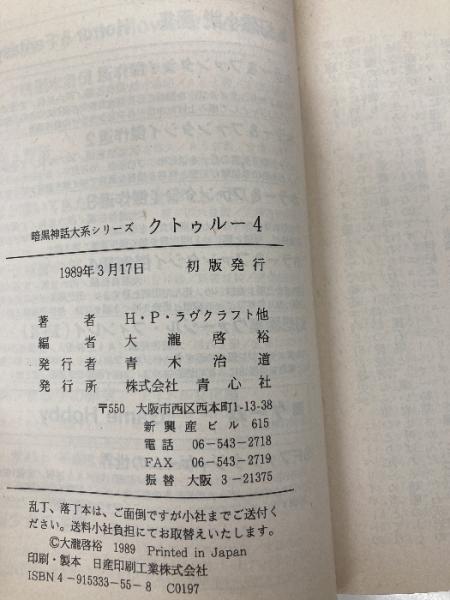 暗黒神話大系シリーズ クトゥルー4
1989年3月17日 初版発行
著者 H・P・ラヴクラフト他
編者 大瀧啓裕
発行者 青木治道
発行所 株式会社 青心社
〒550 大阪市西区西本町1-13-38
新興産ビル 615
電話 06-543-2718
FAX 06-543-2719
振替 大阪 3-21375
乱丁、落丁本は、ご面倒ですが小社までご送付く
ださい。送料小社負担にてお取替えいたします。
©大瀧啓裕 1989 Printed in Japan
印刷・製本 日産印刷工業株式会社
ISBN4-915333-55-8 C0197